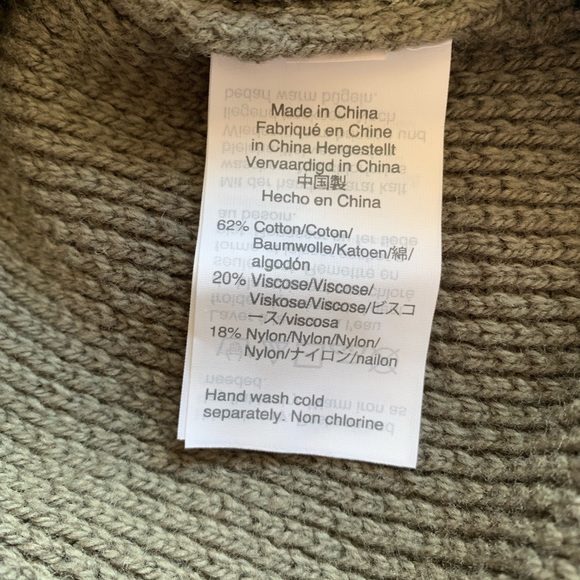 Made in China
Fabriqué en Chine
in China Hergestellt
Vervaardigd in China
中国製
Hecho en China
62% Cotton/Coton/
Baumwolle/Katoen/綿/
algodón
20% Viscose/Viscose/
Viskose/Viscose/ビスコ
ース/viscosa
18% Nylon/Nylon/Nylon/
Nylon/ナイロン/nailon
Hand wash cold
separately. Non chlorine